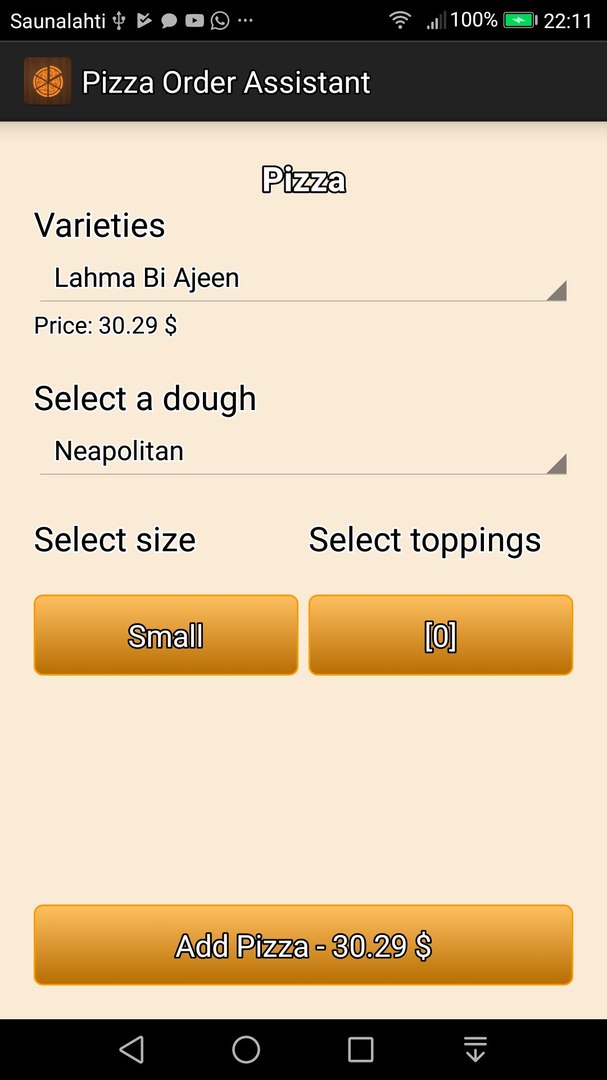 Saunalahti ... 100% 22:11
Pizza Order Assistant
Pizza
Varieties
Lahma Bi Ajeen
Price: 30.29 $
Select a dough
Neapolitan
Select size Select toppings
Small [0]
Add Pizza - 30.29 $